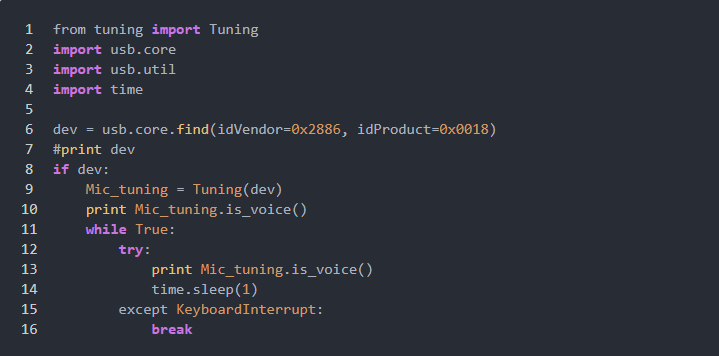 1 from tuning import Tuning
2 import usb.core
3 import usb.util
4 import time
5
6 dev = usb.core.find(idVendor=0x2886, idProduct=0x0018)
7 #print dev
8 if dev:
9     Mic_tuning = Tuning(dev)
10     print Mic_tuning.is_voice()
11     while True:
12         try:
13             print Mic_tuning.is_voice()
14             time.sleep(1)
15         except KeyboardInterrupt:
16             break